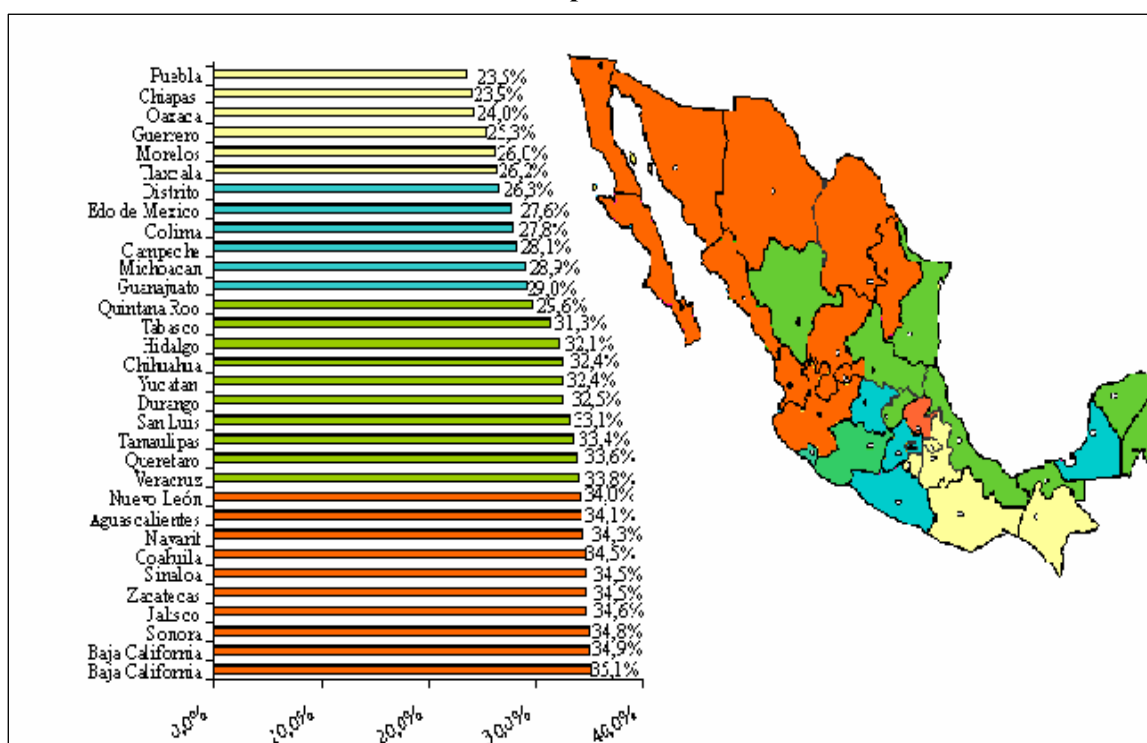 Puebla 23,5%
Chiapas 23,5%
Oaxaca 24,0%
Guerrero 25,3%
Morelos 26,0%
Tlaxcala 26,2%
Distrito 26,3%
Edo de Mexico 27,6%
Colima 27,8%
Campeche 28,1%
Michoacan 28,9%
Guanajuato 29,0%
Quintana Roo 29,6%
Tabasco 31,3%
Hidalgo 32,1%
Chihuahua 32,4%
Yucatan 32,4%
Durango 32,5%
San Luis 33,1%
Tamaulipas 33,4%
Queretaro 33,6%
Veracruz 33,8%
Nuevo León 34,0%
Aguascalientes 34,1%
Nayarit 34,3%
Coahuila 34,5%
Sinaloa 34,5%
Zacatecas 34,5%
Jalisco 34,6%
Sonora 34,8%
Baja California 34,9%
Baja California 35,1%
0,0% 10,0% 20,0% 30,0% 40,0%